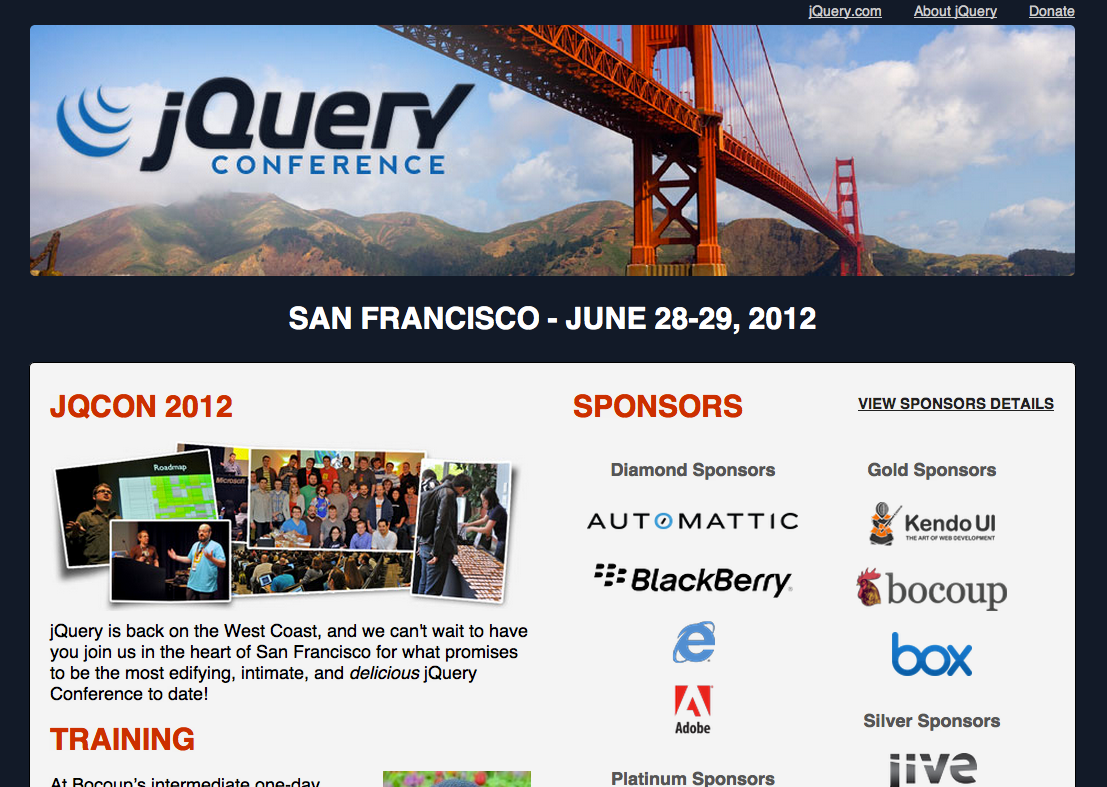 jQuery.com About jQuery Donate
jQuery
CONFERENCE
SAN FRANCISCO - JUNE 28-29, 2012
JQCON 2012
Roadmap
Microsoft
jQuery is back on the West Coast, and we can't wait to have
you join us in the heart of San Francisco for what promises
to be the most edifying, intimate, and delicious jQuery
Conference to date!
TRAINING
At Bocoup's intermediate one-day
SPONSORS
VIEW SPONSORS DETAILS
Diamond Sponsors
AUTOMATTIC
BlackBerry
Adobe
Platinum Sponsors
Gold Sponsors
Kendo UI
THE ART OF WEB DEVELOPMENT
bocoup
box
Silver Sponsors
jive